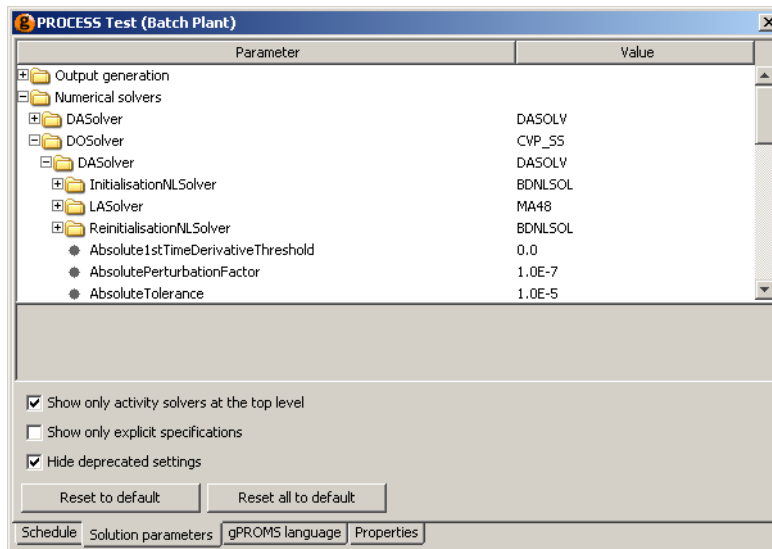 g PROCESS Test (Batch Plant)
Parameter Value
Output generation
Numerical solvers
DASolver DASOLV
DOSolver CVP_SS
DASolver DASOLV
InitialisationNLSolver BDNLSOL
LASolver MA48
ReinitialisationNLSolver BDNLSOL
Absolute1stTimeDerivativeThreshold 0.0
AbsolutePerturbationFactor 1.0E-7
AbsoluteTolerance 1.0E-5
Show only activity solvers at the top level
Show only explicit specifications
Hide deprecated settings
Reset to default Reset all to default
Schedule Solution parameters gPROMS language Properties